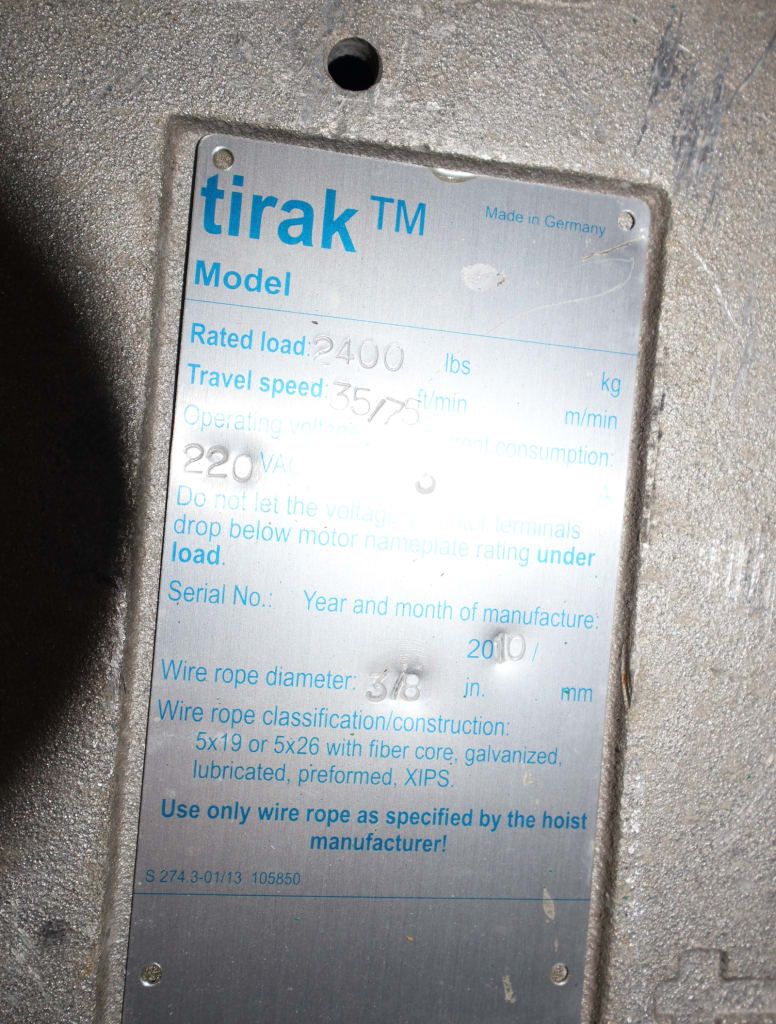 tirak™ Made in Germany
Model
Rated load: 2400 lbs kg
Travel speed: 35/75 ft/min m/min
Operating voltage consumption:
220 VAC A
Do not let the voltage terminals
drop below motor nameplate rating under
load.
Serial No.: Year and month of manufacture:
2010 /
Wire rope diameter: 3/8 in. mm
Wire rope classification/construction:
5x19 or 5x26 with fiber core, galvanized,
lubricated, preformed, XIPS.
Use only wire rope as specified by the hoist
manufacturer!
S 274.3-01/13 105850